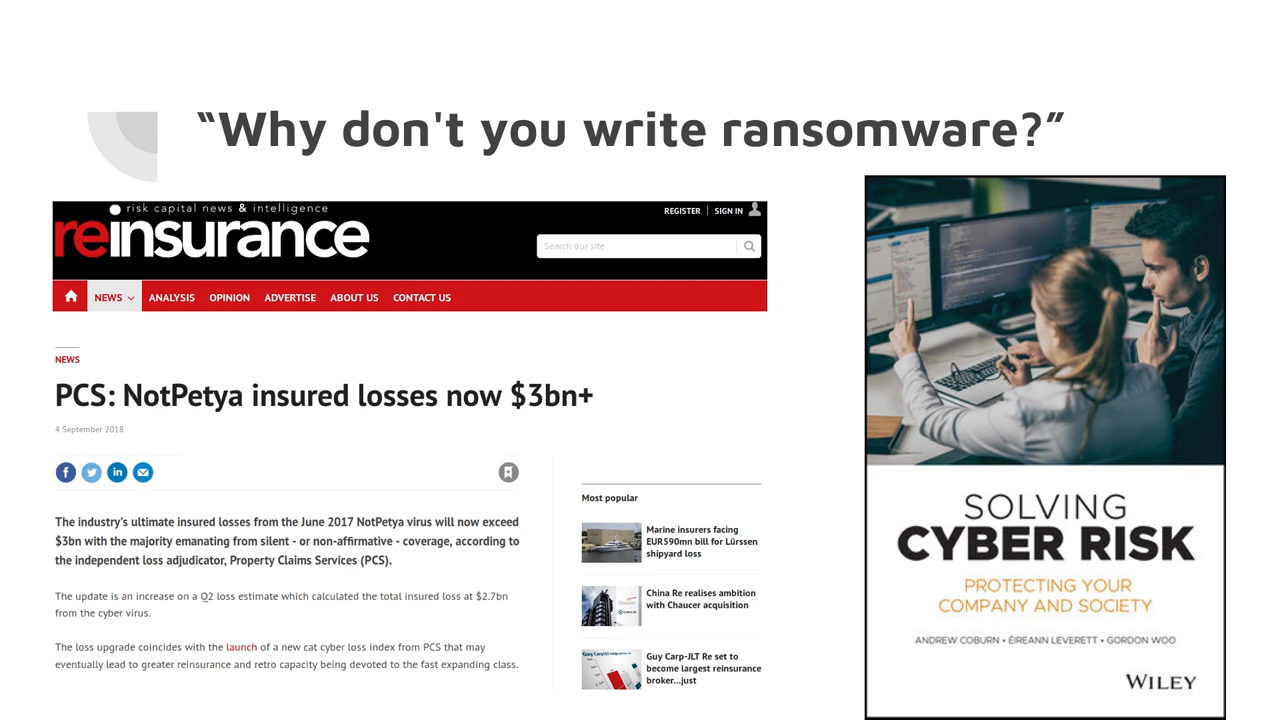 “Why don't you write ransomware?”
risk capital news & intelligence
reinsurance
REGISTER | SIGN IN
Search our site
NEWS ANALYSIS OPINION ADVERTISE ABOUT US CONTACT US
NEWS
PCS: NotPetya insured losses now $3bn+
4 September 2018
The industry's ultimate insured losses from the June 2017 NotPetya virus will now exceed
$3bn with the majority emanating from silent - or non-affirmative - coverage, according to
the independent loss adjudicator, Property Claims Services (PCS).
The update is an increase on a Q2 loss estimate which calculated the total insured loss at $2.7bn
from the cyber virus.
The loss upgrade coincides with the launch of a new cat cyber loss index from PCS that may
eventually lead to greater reinsurance and retro capacity being devoted to the fast expanding class.
Most popular
Marine insurers facing
EUR590mn bill for Lürssen
shipyard loss
China Re realises ambition
with Chaucer acquisition
Guy Carp-JLT Re set to
become largest reinsurance
broker...just
SOLVING
CYBER RISK
PROTECTING YOUR
COMPANY AND SOCIETY
ANDREW COBURN • ÉIREANN LEVERETT • GORDON WOO
WILEY